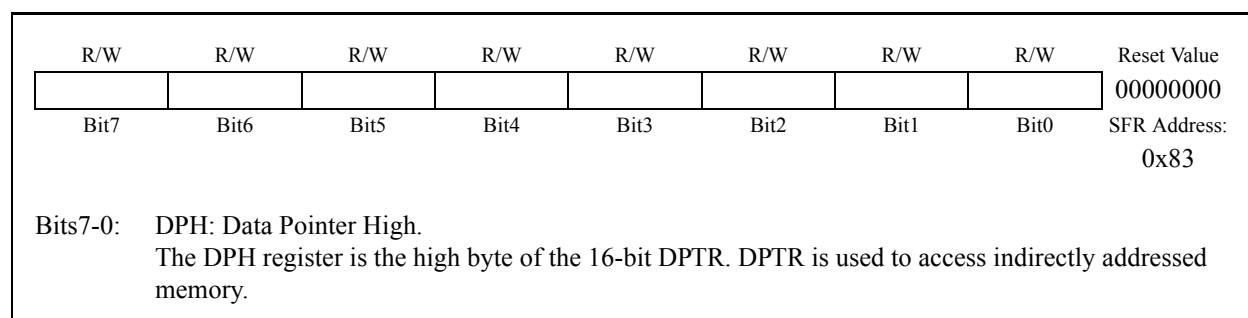 R/W R/W R/W R/W R/W R/W R/W R/W Reset Value
00000000
Bit7 Bit6 Bit5 Bit4 Bit3 Bit2 Bit1 Bit0 SFR Address:
0x83
Bits7-0: DPH: Data Pointer High.
The DPH register is the high byte of the 16-bit DPTR. DPTR is used to access indirectly addressed
memory.